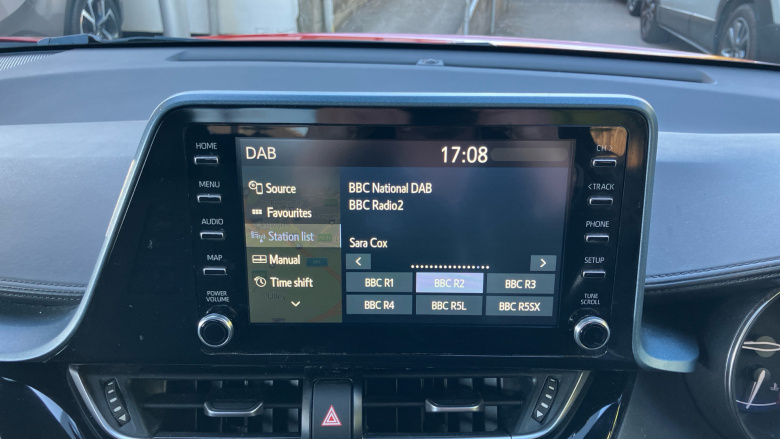 HOME
MENU
AUDIO
MAP
POWER
VOLUME
DAB 17:08
Source
Favourites
Station list
Manual
Time shift
BBC National DAB
BBC Radio2
Sara Cox
< >
BBC R1 BBC R2 BBC R3
BBC R4 BBC R5L BBC R5SX
CH >
< TRACK
PHONE
SETUP
TUNE
SCROLL